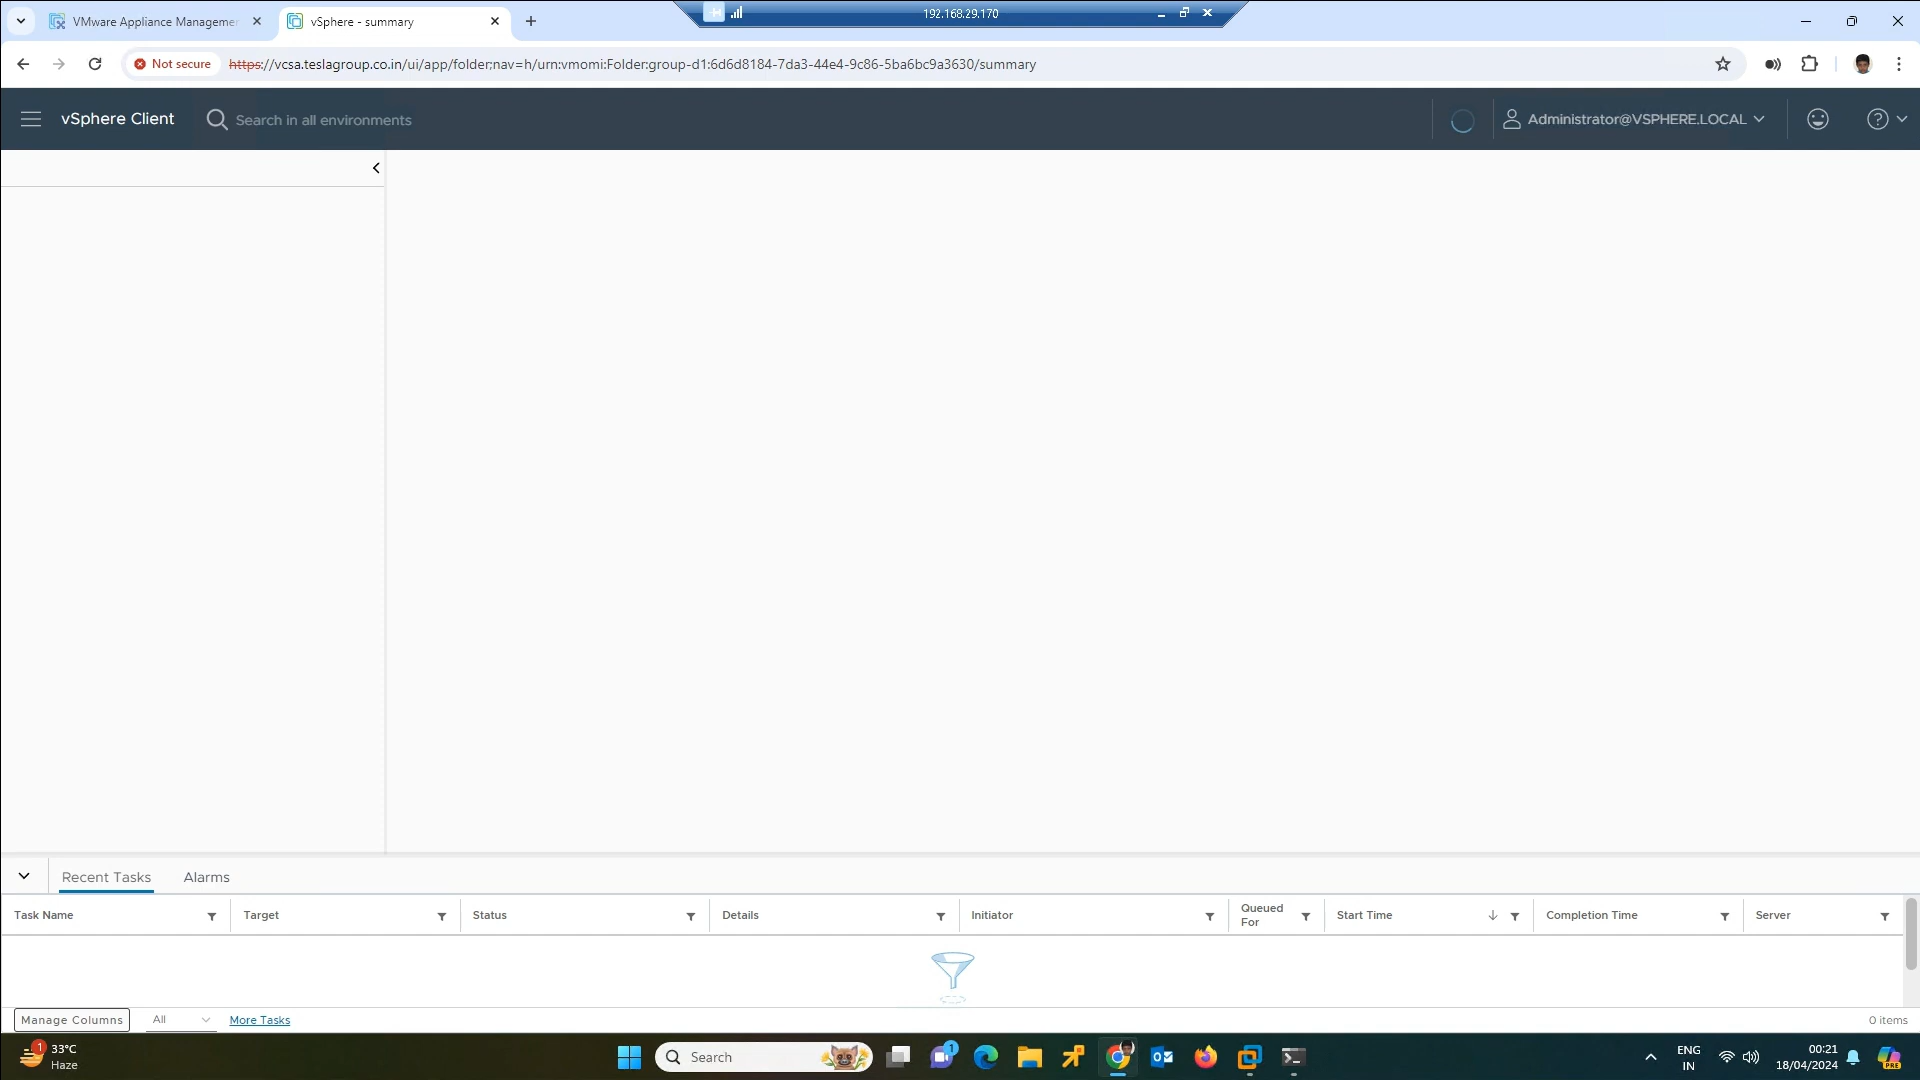 VMware Appliance Managemen
vSphere - summary
192.168.29.170
Not secure
https://vcsa.teslagroup.co.in/ui/app/folder;nav=h/urn:vmomi:Folder:group-d1:6d6d8184-7da3-44e4-9c86-5ba6bc9a3630/summary
vSphere Client
Search in all environments
Administrator@VSPHERE.LOCAL
Recent Tasks
Alarms
Task Name
Target
Status
Details
Initiator
Queued
For
Start Time
Completion Time
Server
Manage Columns
All
More Tasks
0 items
1
33°C
Haze
Search
1
ENG
IN
00:21
18/04/2024
PRE